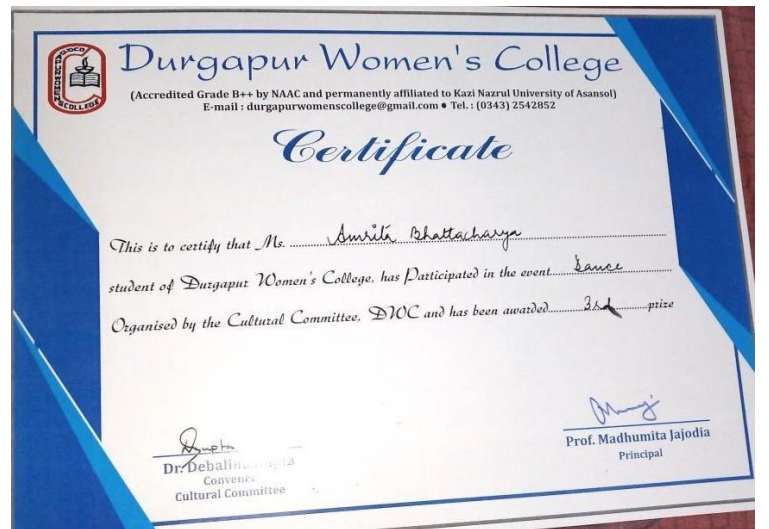 Durgapur Women's College
(Accredited Grade B++ by NAAC and permanently affiliated to Kazi Nazrul University of Asansol)
E-mail : durgapurwomenscollege@gmail.com • Tel. : (0343) 2542852
Certificate
This is to certify that Ms. Amrita Bhattacharya
student of Durgapur Women's College, has Participated in the event Dance
Organised by the Cultural Committee, DWC and has been awarded 3rd prize
Dr. Debalina
Convener
Cultural Committee
Prof. Madhumita Jajodia
Principal